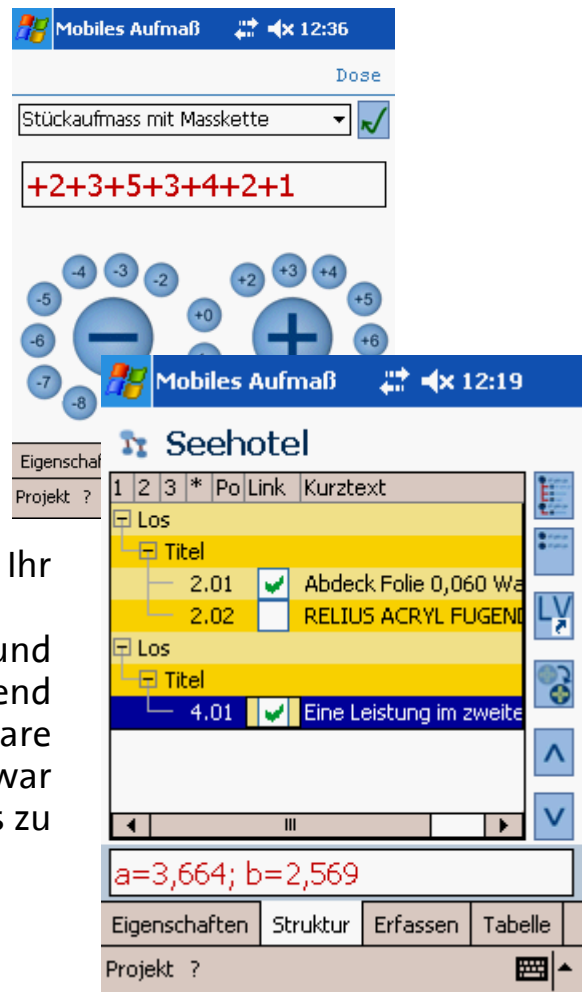 Mobiles Aufmaß 12:36
Dose
Stückaufmass mit Masskette
+2+3+5+3+4+2+1
-4 -3 -2 +2 +3 +4
-5 +0 +5
-6 +6
-7
-8
Projekt ?
Mobiles Aufmaß 12:19
Seehotel
1 2 3 * Po Link Kurztext
Los
Titel
2.01 Abdeck Folie 0,060 Wa
2.02 RELIUS ACRYL FUGEND
Los
Titel
4.01 Eine Leistung im zweite
LV
a=3,664; b=2,569
Eigenschaften Struktur Erfassen Tabelle
Projekt ?
Ihr
und
end
are
war
s zu